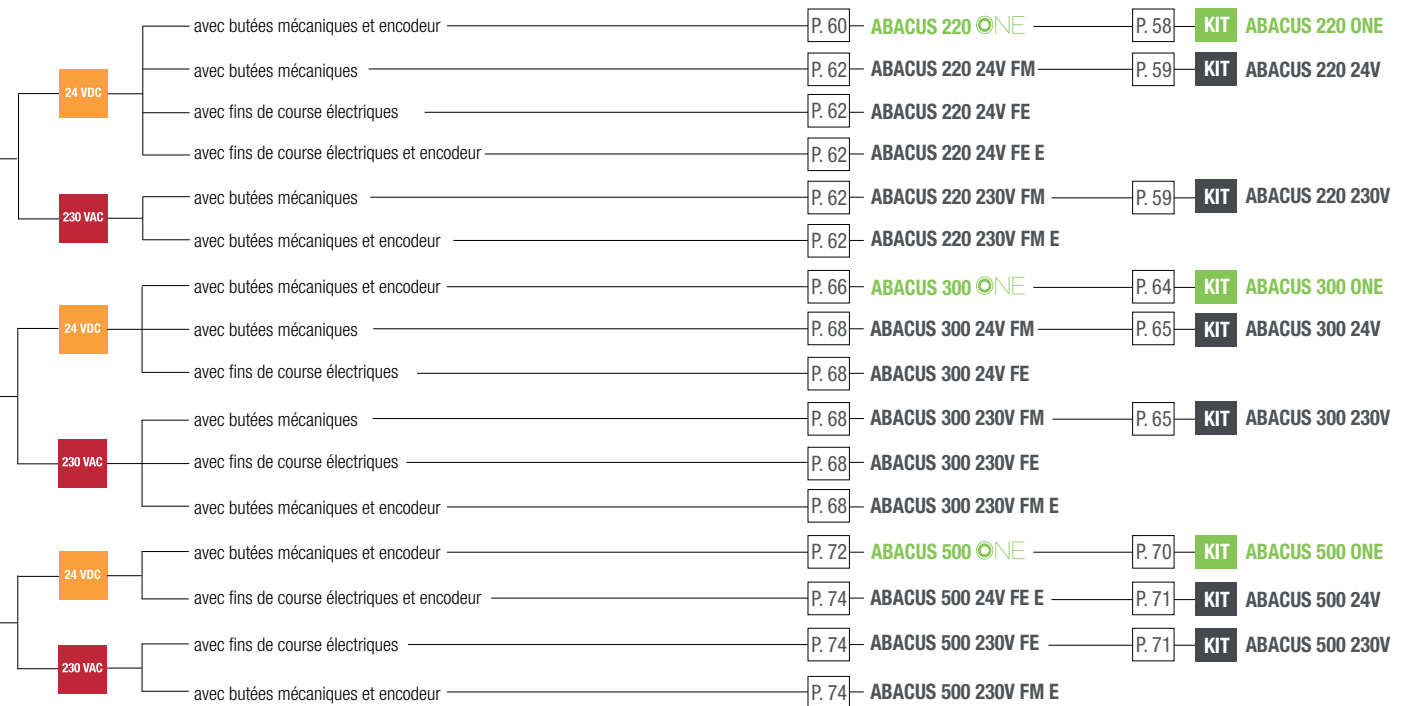 avec butées mécaniques et encodeur P. 60 ABACUS 220 ONE P. 58 KIT ABACUS 220 ONE
24 VDC
avec butées mécaniques P. 62 ABACUS 220 24V FM P. 59 KIT ABACUS 220 24V
avec fins de course électriques P. 62 ABACUS 220 24V FE
avec fins de course électriques et encodeur P. 62 ABACUS 220 24V FE E
230 VAC
avec butées mécaniques P. 62 ABACUS 220 230V FM P. 59 KIT ABACUS 220 230V
avec butées mécaniques et encodeur P. 62 ABACUS 220 230V FM E
avec butées mécaniques et encodeur P. 66 ABACUS 300 ONE P. 64 KIT ABACUS 300 ONE
24 VDC
avec butées mécaniques P. 68 ABACUS 300 24V FM P. 65 KIT ABACUS 300 24V
avec fins de course électriques P. 68 ABACUS 300 24V FE
avec butées mécaniques P. 68 ABACUS 300 230V FM P. 65 KIT ABACUS 300 230V
230 VAC
avec fins de course électriques P. 68 ABACUS 300 230V FE
avec butées mécaniques et encodeur P. 68 ABACUS 300 230V FM E
avec butées mécaniques et encodeur P. 72 ABACUS 500 ONE P. 70 KIT ABACUS 500 ONE
24 VDC
avec fins de course électriques et encodeur P. 74 ABACUS 500 24V FE E P. 71 KIT ABACUS 500 24V
avec fins de course électriques P. 74 ABACUS 500 230V FE P. 71 KIT ABACUS 500 230V
230 VAC
avec butées mécaniques et encodeur P. 74 ABACUS 500 230V FM E